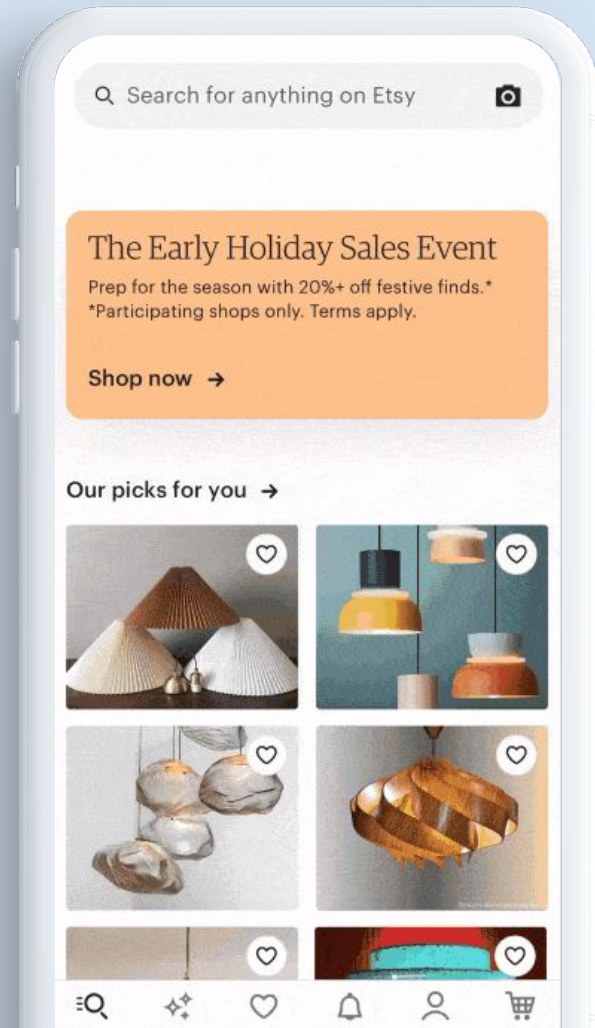 Search for anything on Etsy
The Early Holiday Sales Event
Prep for the season with 20%+ off festive finds.*
*Participating shops only. Terms apply.
Shop now →
Our picks for you →